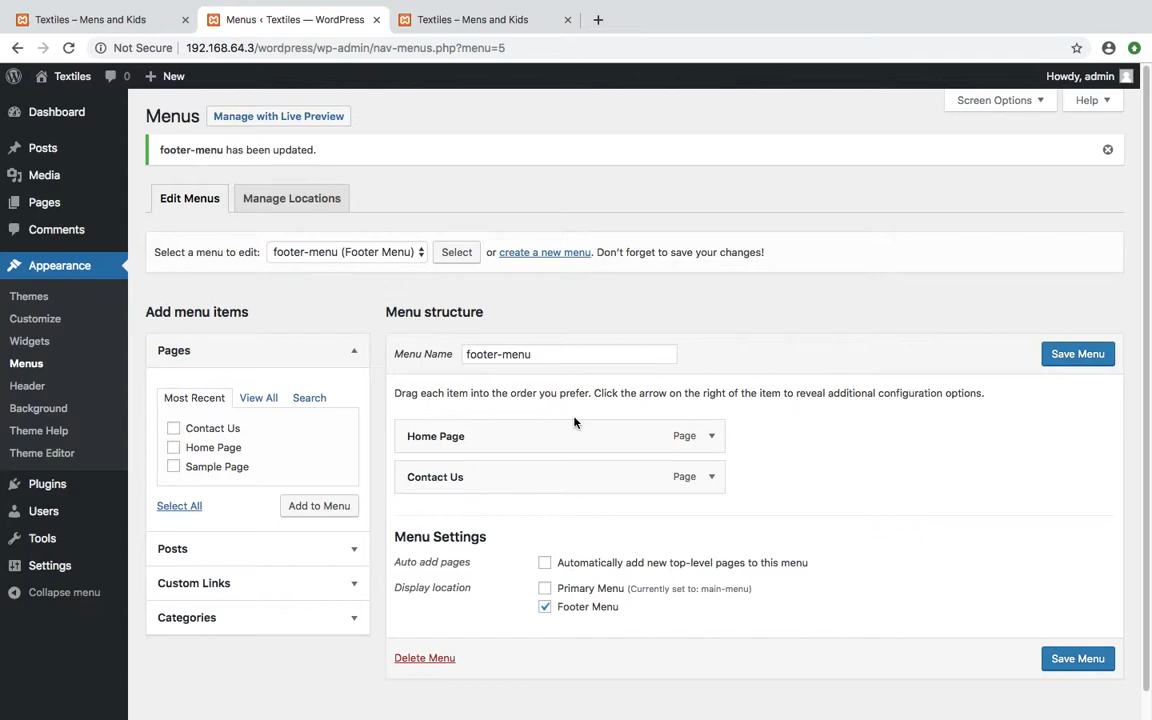 Textiles – Mens and Kids
Menus ‹ Textiles — WordPress
Textiles – Mens and Kids
Not Secure
192.168.64.3/wordpress/wp-admin/nav-menus.php?menu=5
Textiles
0
New
Howdy, admin
Dashboard
Posts
Media
Pages
Comments
Appearance
Themes
Customize
Widgets
Menus
Header
Background
Theme Help
Theme Editor
Plugins
Users
Tools
Settings
Collapse menu
Screen Options
Help
Menus
Manage with Live Preview
footer-menu has been updated.
Edit Menus
Manage Locations
Select a menu to edit:
footer-menu (Footer Menu)
Select
or create a new menu. Don’t forget to save your changes!
Add menu items
Pages
Most Recent
View All
Search
Contact Us
Home Page
Sample Page
Select All
Add to Menu
Posts
Custom Links
Categories
Menu structure
Menu Name
footer-menu
Save Menu
Drag each item into the order you prefer. Click the arrow on the right of the item to reveal additional configuration options.
Home Page
Page
Contact Us
Page
Menu Settings
Auto add pages
Automatically add new top-level pages to this menu
Display location
Primary Menu (Currently set to: main-menu)
Footer Menu
Delete Menu
Save Menu